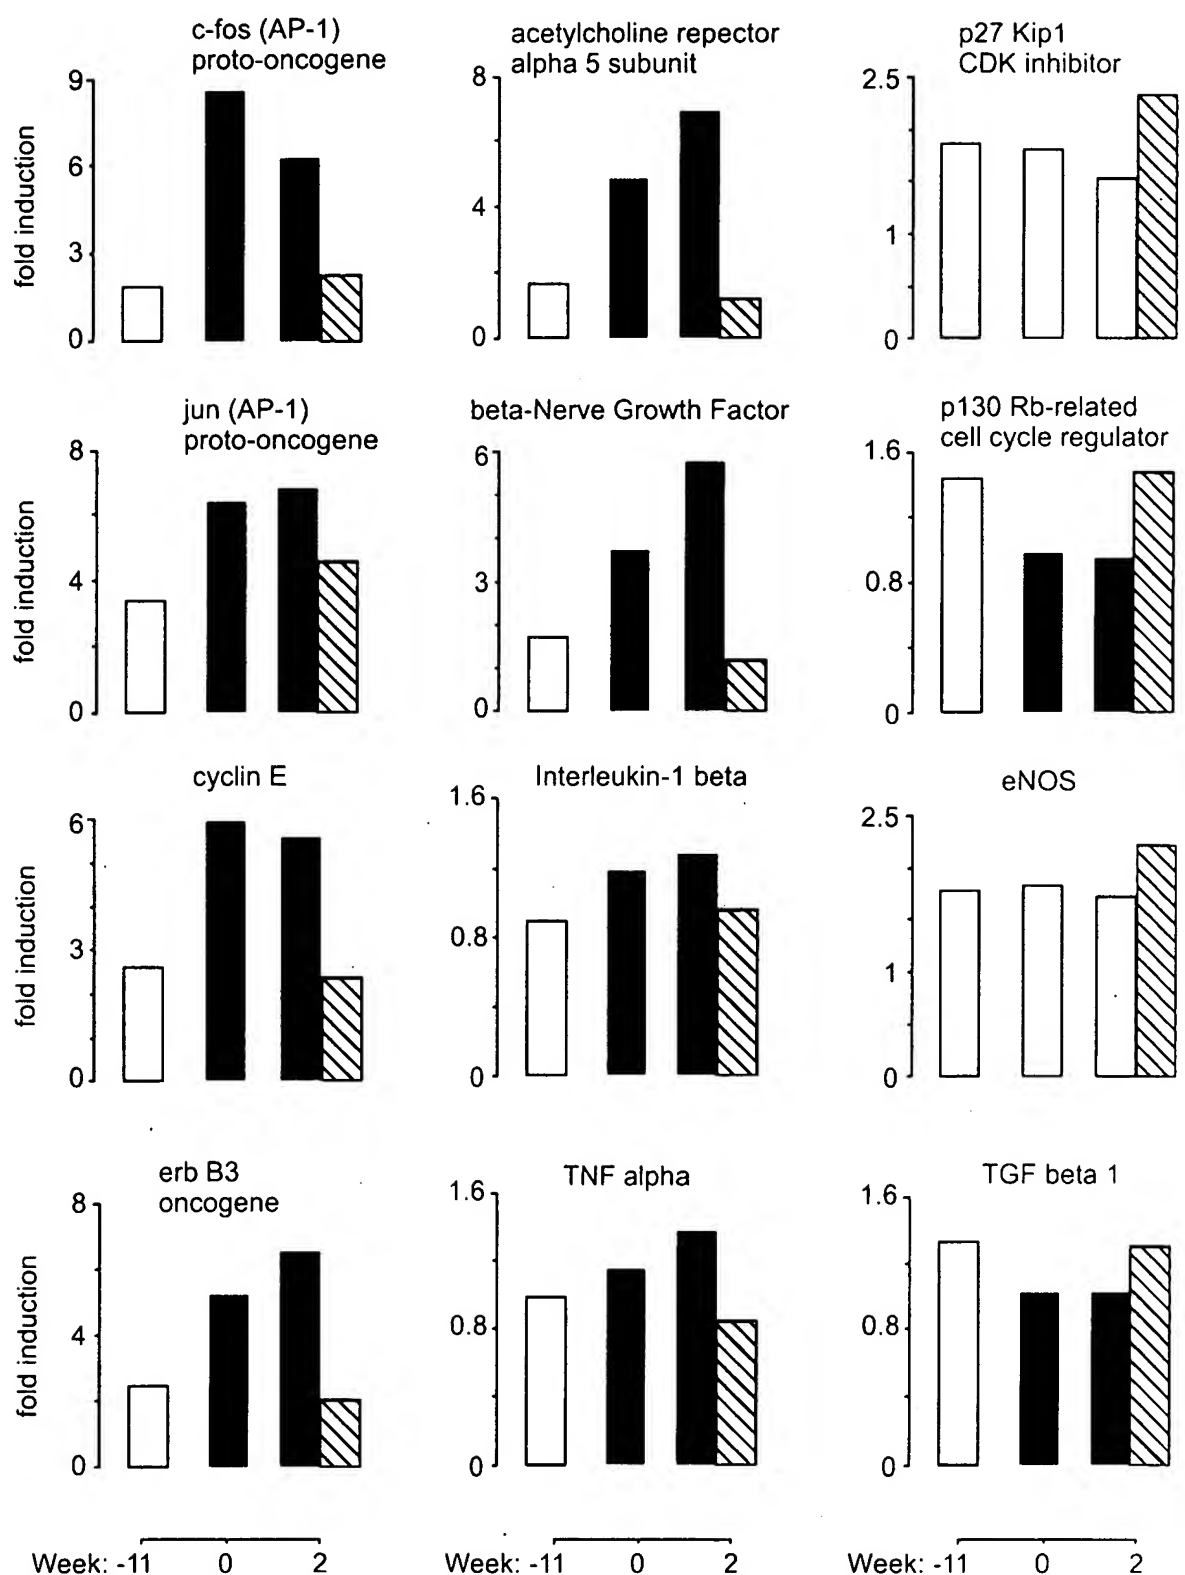 c-fos (AP-1)
proto-oncogene
9
6
3
0
fold induction
acetylcholine repector
alpha 5 subunit
8
4
0
p27 Kip1
CDK inhibitor
2.5
1
0
jun (AP-1)
proto-oncogene
8
4
0
fold induction
beta-Nerve Growth Factor
6
3
0
p130 Rb-related
cell cycle regulator
1.6
0.8
0
cyclin E
6
3
0
fold induction
Interleukin-1 beta
1.6
0.8
0
eNOS
2.5
1
0
erb B3
oncogene
8
4
0
fold induction
TNF alpha
1.6
0.8
0
TGF beta 1
1.6
0.8
0
Week: -11 0 2
Week: -11 0 2
Week: -11 0 2